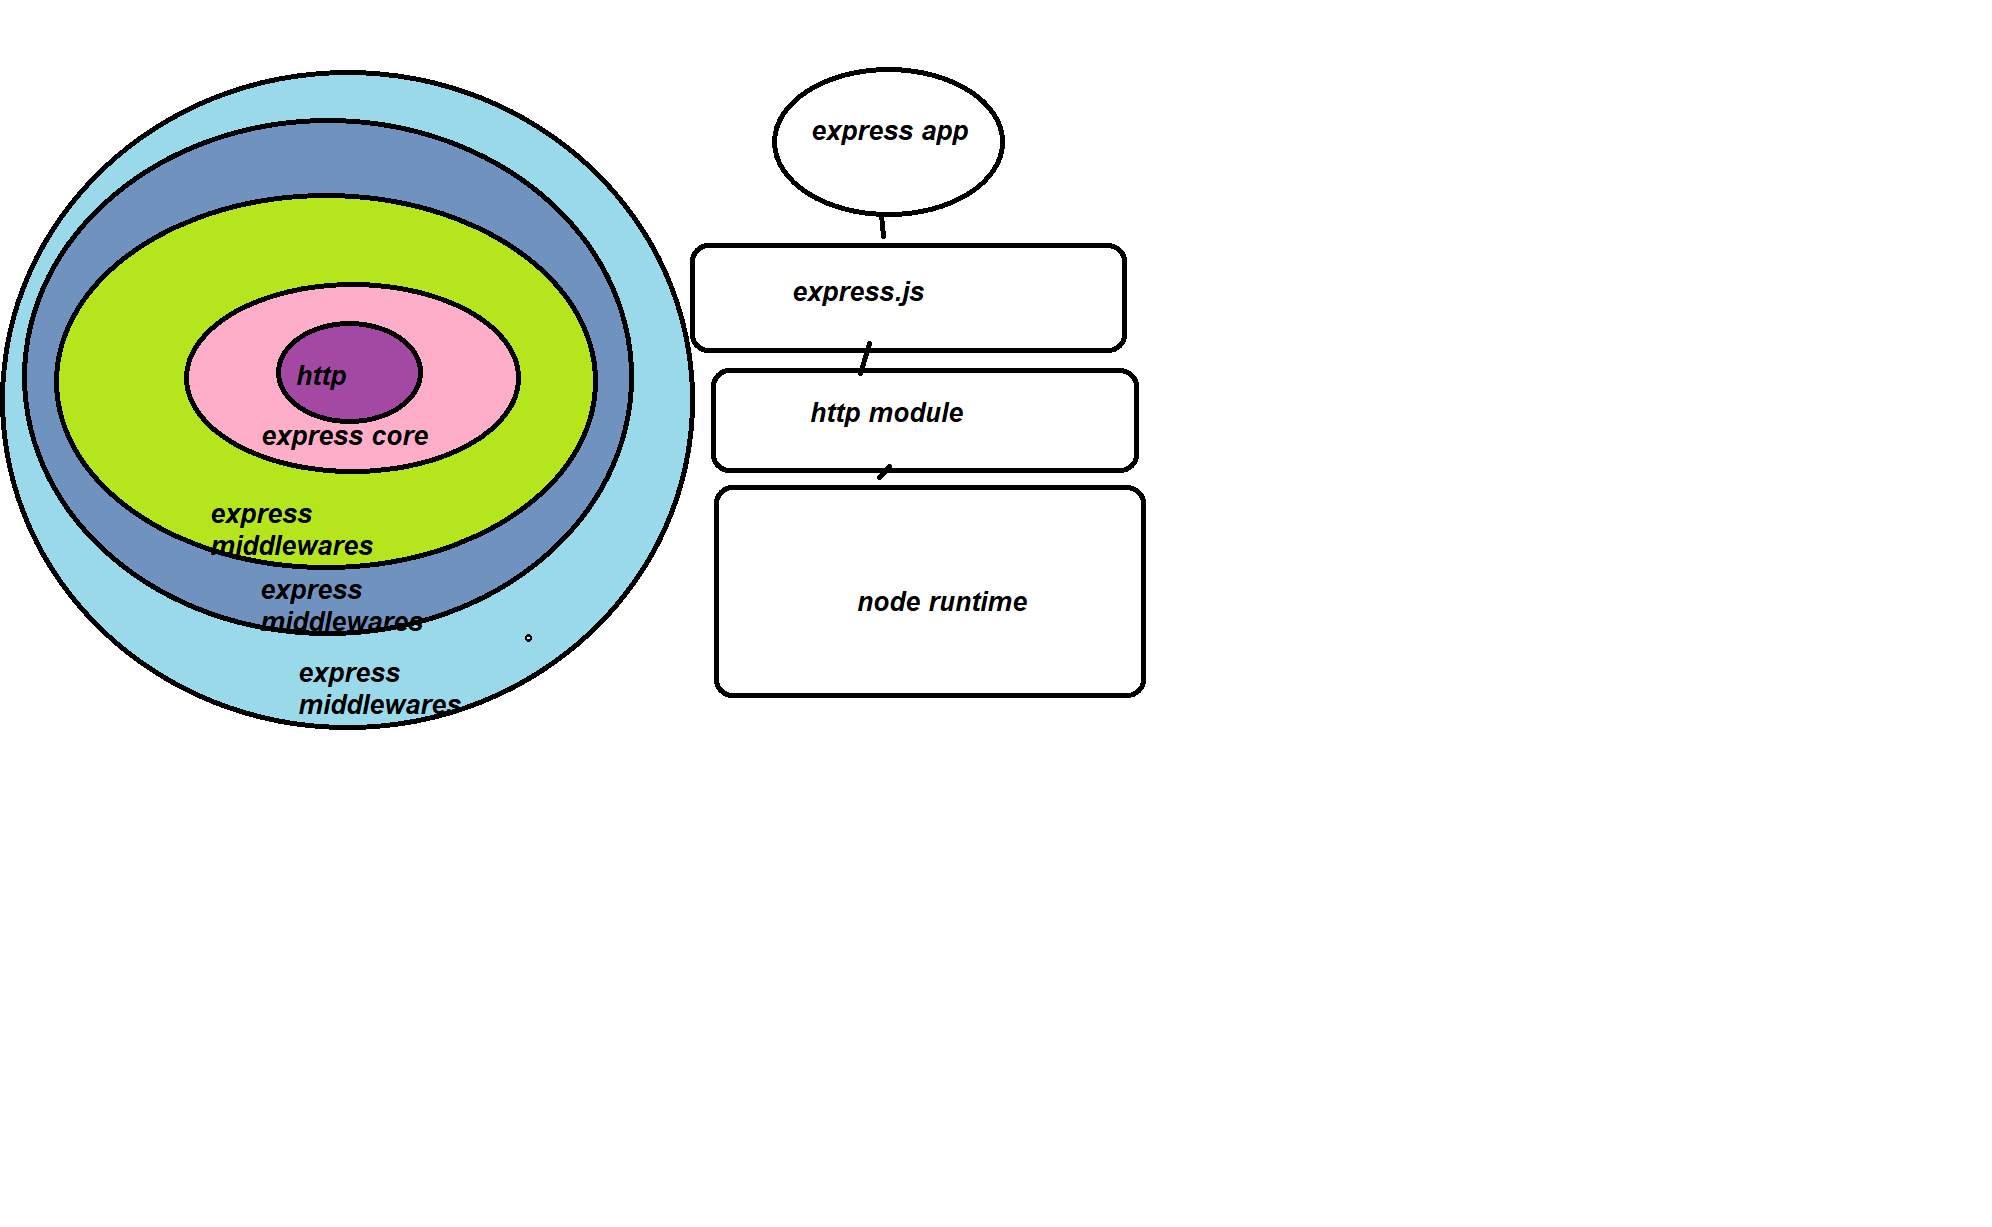 http
express core
express
middlewares
express
middlewares
express
middlewares
express app
express.js
http module
node runtime